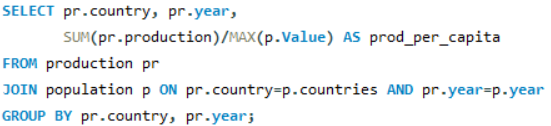 SELECT pr.country, pr.year,
SUM(pr.production)/MAX(p.Value) AS prod_per_capita
FROM production pr
JOIN population p ON pr.country=p.countries AND pr.year=p.year
GROUP BY pr.country, pr.year;